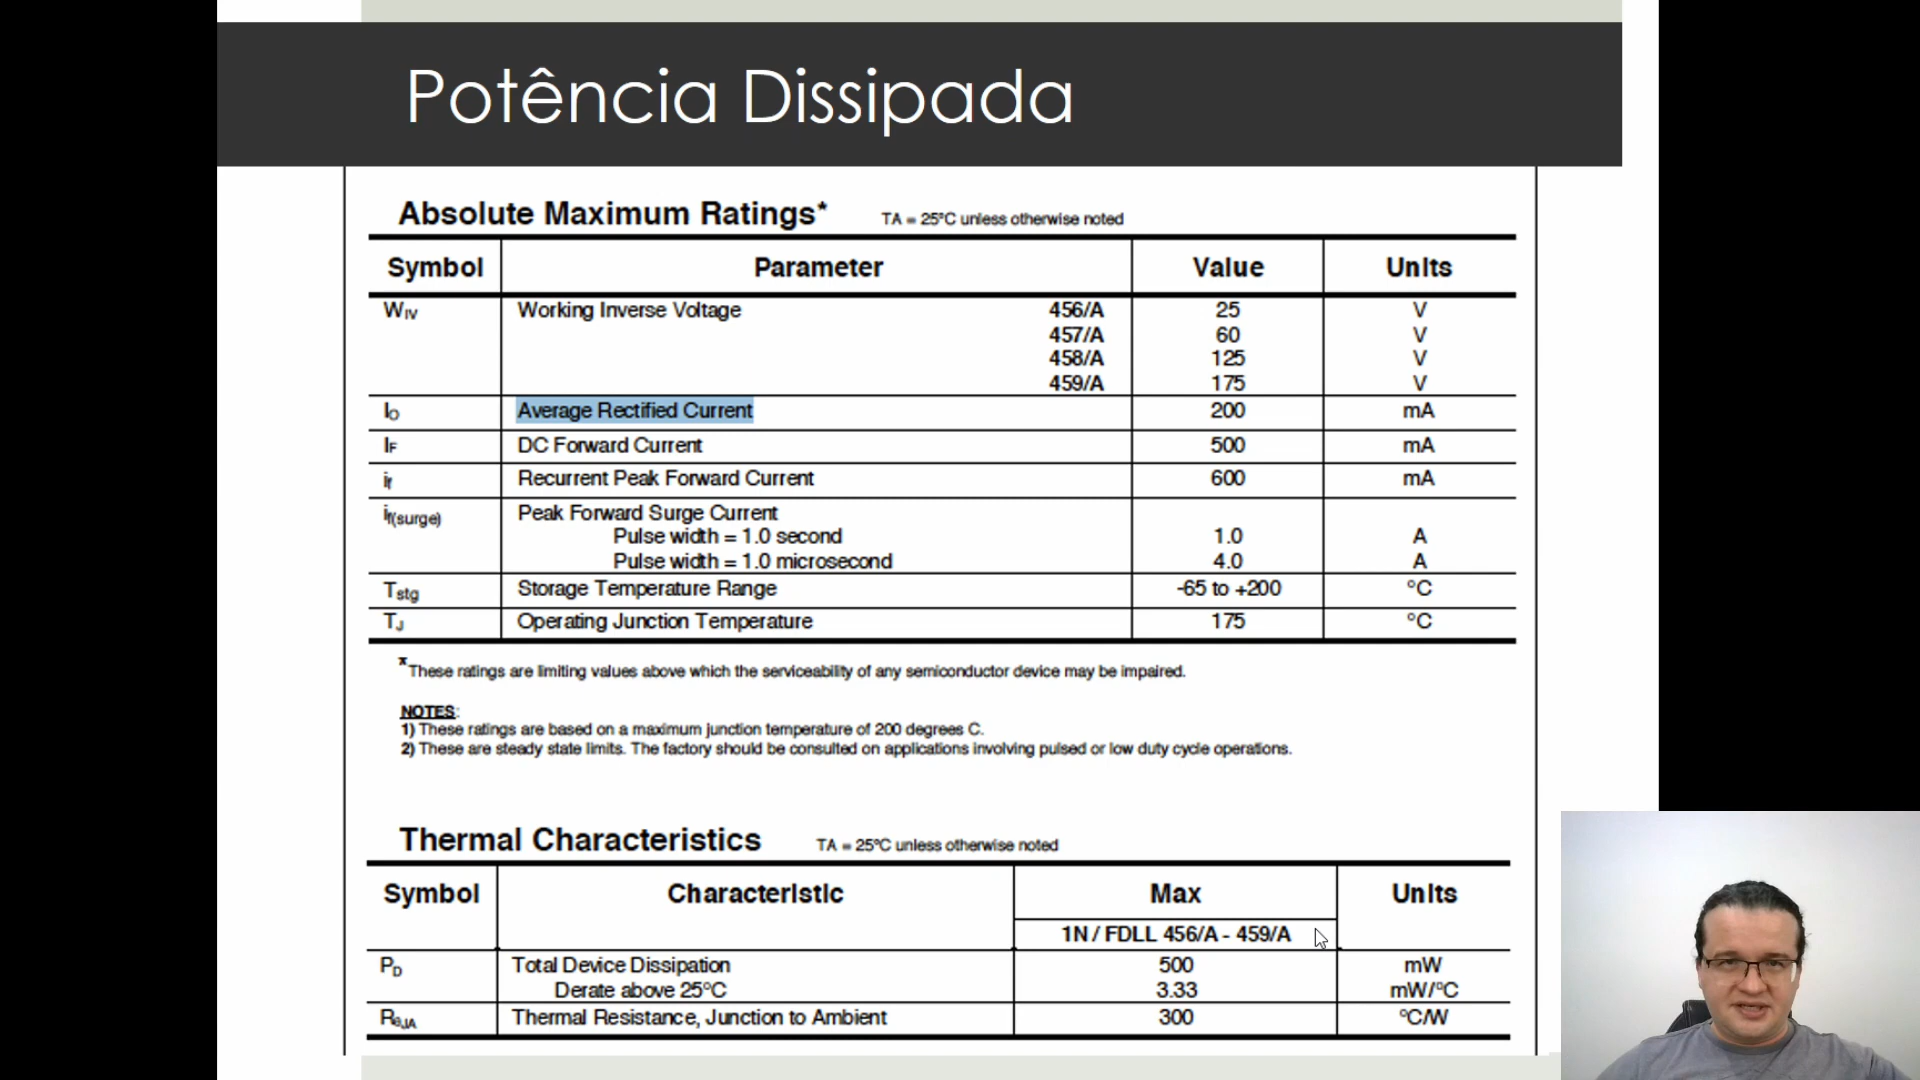 Potência Dissipada
Absolute Maximum Ratings* TA = 25°C unless otherwise noted
Symbol Parameter Value Units
WIV Working Inverse Voltage 456/A 25 V
457/A 60 V
458/A 125 V
459/A 175 V
IO Average Rectified Current 200 mA
IF DC Forward Current 500 mA
if Recurrent Peak Forward Current 600 mA
if(surge) Peak Forward Surge Current
Pulse width = 1.0 second 1.0 A
Pulse width = 1.0 microsecond 4.0 A
Tstg Storage Temperature Range -65 to +200 °C
TJ Operating Junction Temperature 175 °C
*These ratings are limiting values above which the serviceability of any semiconductor device may be impaired.
NOTES:
1) These ratings are based on a maximum junction temperature of 200 degrees C.
2) These are steady state limits. The factory should be consulted on applications involving pulsed or low duty cycle operations.
Thermal Characteristics TA = 25°C unless otherwise noted
Symbol Characteristic Max Units
1N / FDLL 456/A - 459/A
PD Total Device Dissipation 500 mW
Derate above 25°C 3.33 mW/°C
RθJA Thermal Resistance, Junction to Ambient 300 °C/W